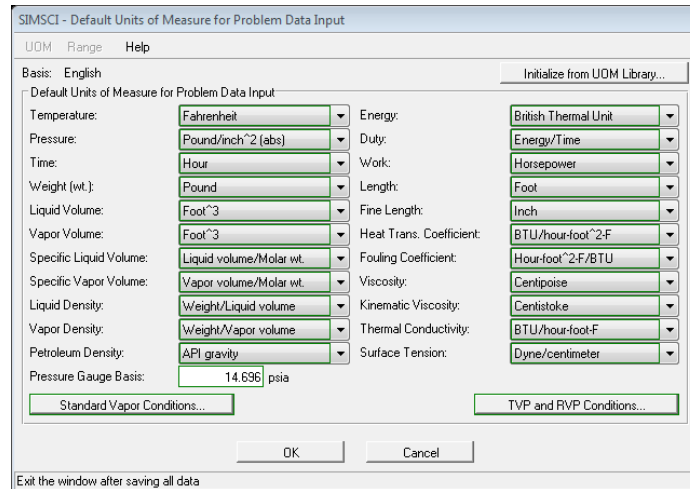 SIMSCI - Default Units of Measure for Problem Data Input
UOM Range Help
Basis: English Initialize from UOM Library...
Default Units of Measure for Problem Data Input
Temperature: Fahrenheit Energy: British Thermal Unit
Pressure: Pound/inch^2 (abs) Duty: Energy/Time
Time: Hour Work: Horsepower
Weight (wt.): Pound Length: Foot
Liquid Volume: Foot^3 Fine Length: Inch
Vapor Volume: Foot^3 Heat Trans. Coefficient: BTU/hour-foot^2-F
Specific Liquid Volume: Liquid volume/Molar wt. Fouling Coefficient: Hour-foot^2-F/BTU
Specific Vapor Volume: Vapor volume/Molar wt. Viscosity: Centipoise
Liquid Density: Weight/Liquid volume Kinematic Viscosity: Centistoke
Vapor Density: Weight/Vapor volume Thermal Conductivity: BTU/hour-foot-F
Petroleum Density: API gravity Surface Tension: Dyne/centimeter
Pressure Gauge Basis: 14.696 psia
Standard Vapor Conditions... TVP and RVP Conditions...
OK Cancel
Exit the window after saving all data